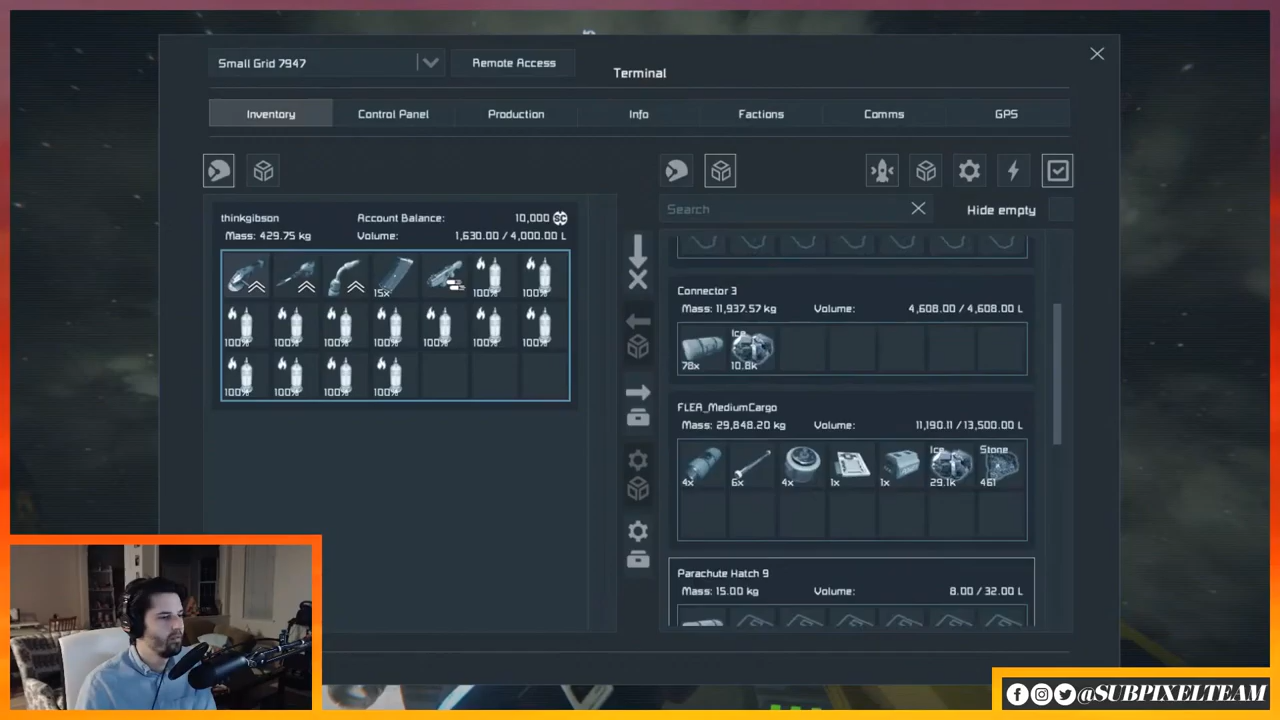 Small Grid 7947
Remote Access
Terminal
Inventory
Control Panel
Production
Info
Factions
Comms
GPS
thinkgibson
Account Balance:
10,000 SC
Mass: 429.75 kg
Volume:
1,630.00 / 4,000.00 L
15x
100%
100%
100%
100%
100%
100%
100%
100%
100%
100%
100%
100%
100%
Search
Hide empty
Connector 3
Mass: 11,937.57 kg
Volume:
4,608.00 / 4,608.00 L
78x
Ice
10.8k
FLEA_MediumCargo
Mass: 29,848.20 kg
Volume:
11,190.11 / 13,500.00 L
4x
6x
4x
1x
1x
Ice
29.1k
Stone
461
Parachute Hatch 9
Mass: 15.00 kg
Volume:
8.00 / 32.00 L
@SUBPIXELTEAM